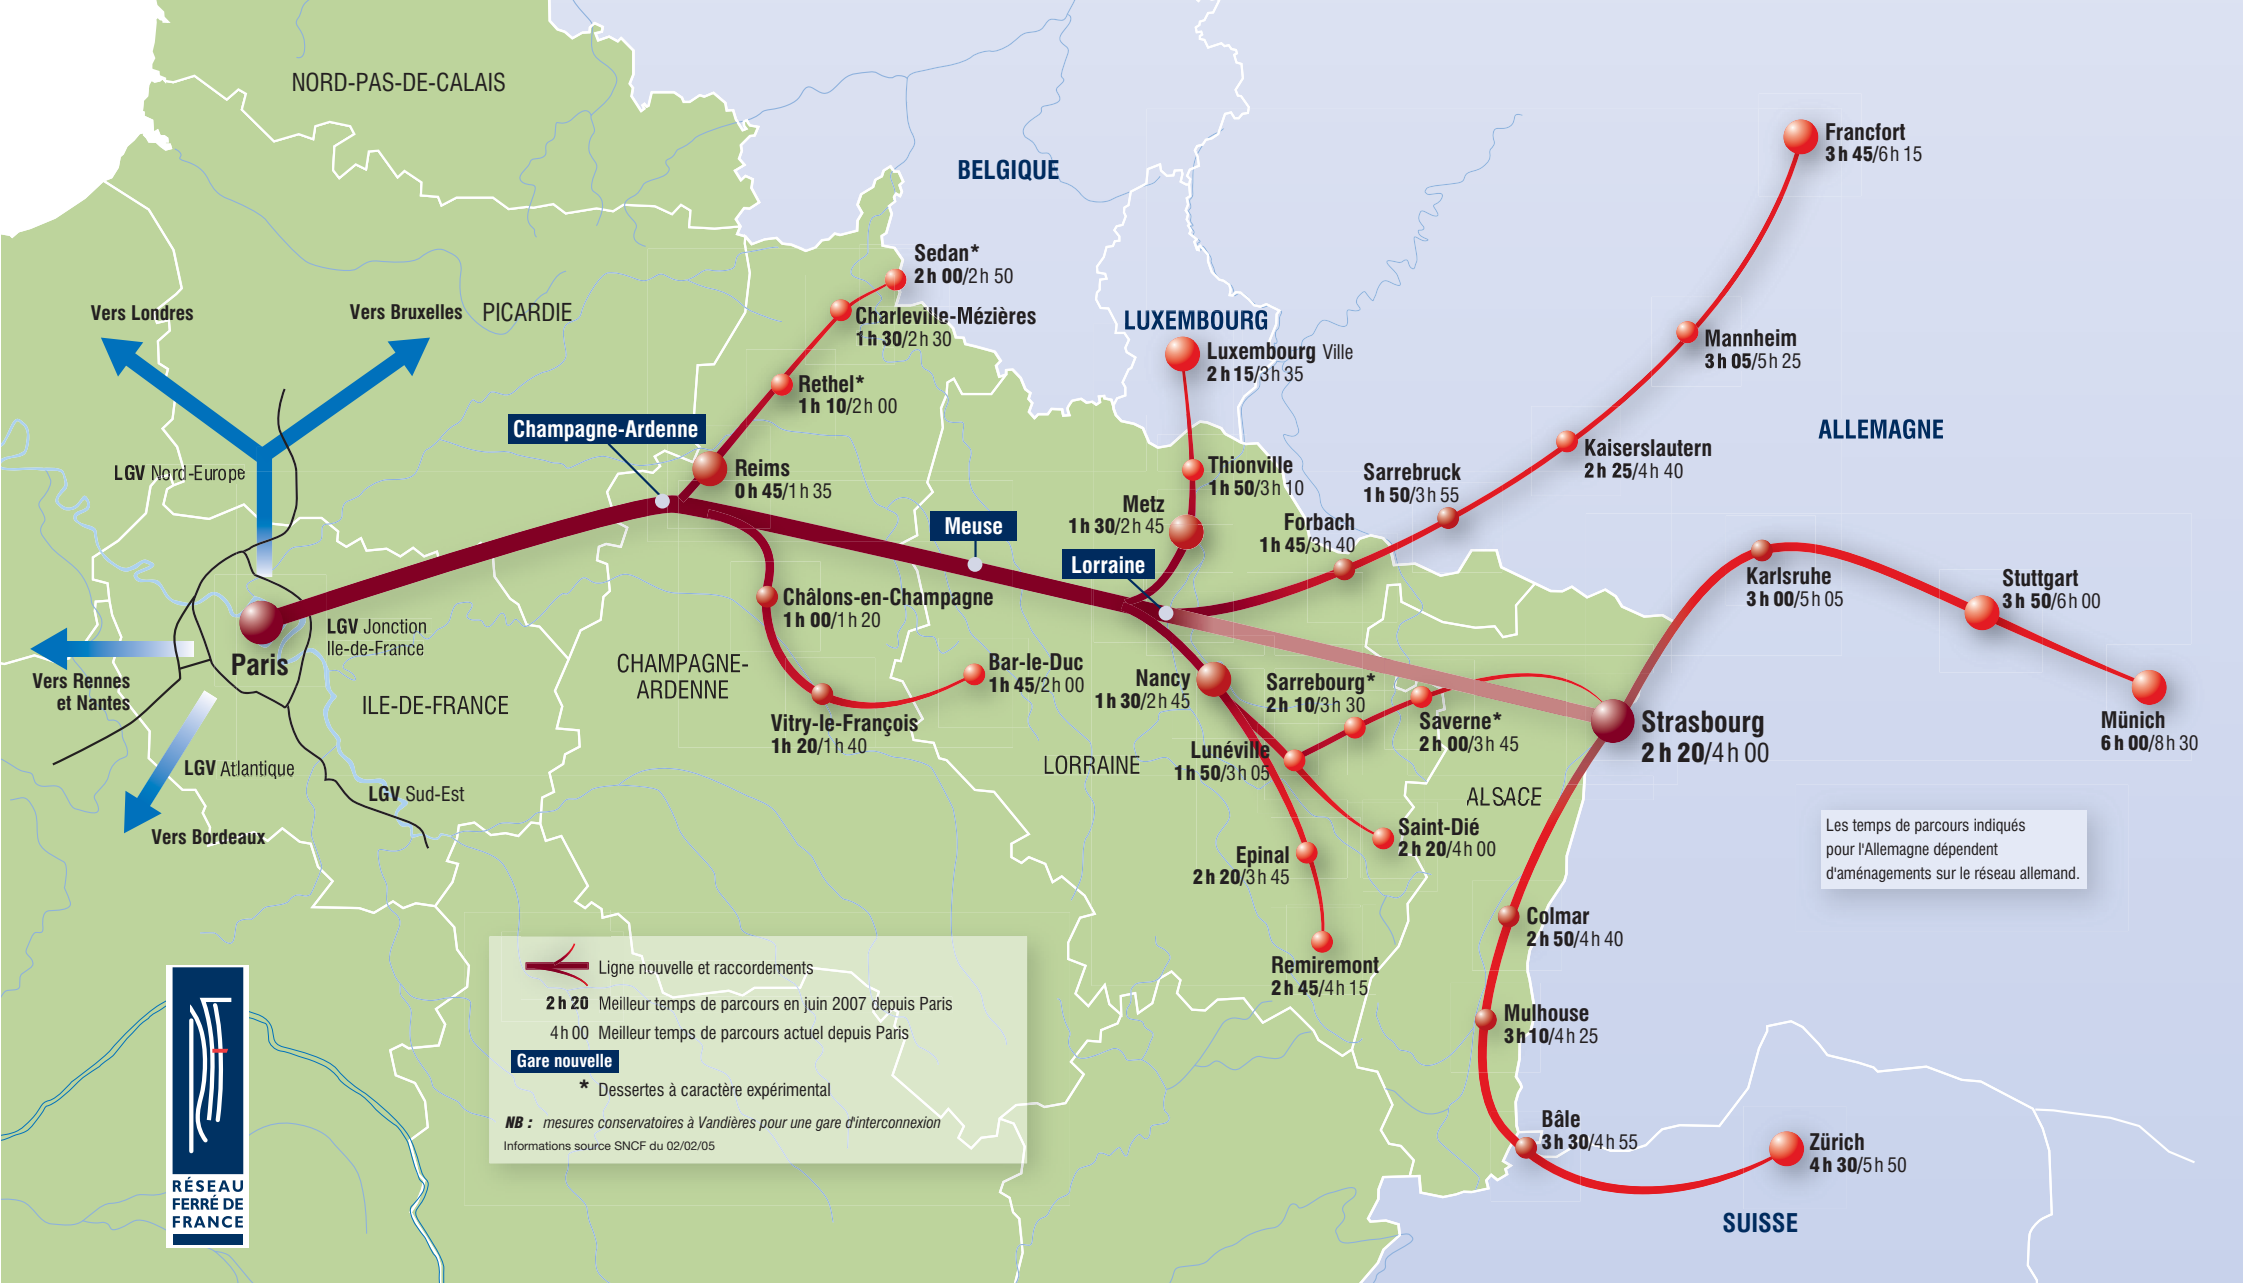 NORD-PAS-DE-CALAIS
BELGIQUE
Francfort
3 h 45/6 h 15
Sedan*
2 h 00/2 h 50
Vers Londres
Vers Bruxelles
PICARDIE
Charleville-Mézières
1 h 30/2 h 30
LUXEMBOURG
Luxembourg Ville
2 h 15/3 h 35
Mannheim
3 h 05/5 h 25
Rethel*
1 h 10/2 h 00
Champagne-Ardenne
ALLEMAGNE
Kaiserslautern
2 h 25/4 h 40
LGV Nord-Europe
Reims
0 h 45/1 h 35
Thionville
1 h 50/3 h 10
Sarrebruck
1 h 50/3 h 55
Metz
1 h 30/2 h 45
Meuse
Forbach
1 h 45/3 h 40
Lorraine
Karlsruhe
3 h 00/5 h 05
Stuttgart
3 h 50/6 h 00
Châlons-en-Champagne
1 h 00/1 h 20
LGV Jonction
Ile-de-France
Paris
Vers Rennes
et Nantes
ILE-DE-FRANCE
CHAMPAGNE-
ARDENNE
Bar-le-Duc
1 h 45/2 h 00
Nancy
1 h 30/2 h 45
Sarrebourg*
2 h 10/3 h 30
Saverne*
2 h 00/3 h 45
Strasbourg
2 h 20/4 h 00
Münich
6 h 00/8 h 30
Vitry-le-François
1 h 20/1 h 40
LORRAINE
Lunéville
1 h 50/3 h 05
LGV Atlantique
LGV Sud-Est
ALSACE
Vers Bordeaux
Saint-Dié
2 h 20/4 h 00
Epinal
2 h 20/3 h 45
Les temps de parcours indiqués
pour l'Allemagne dépendent
d'aménagements sur le réseau allemand.
Colmar
2 h 50/4 h 40
Remiremont
2 h 45/4 h 15
Mulhouse
3 h 10/4 h 25
Bâle
3 h 30/4 h 55
Zürich
4 h 30/5 h 50
SUISSE
Ligne nouvelle et raccordements
2 h 20 Meilleur temps de parcours en juin 2007 depuis Paris
4 h 00 Meilleur temps de parcours actuel depuis Paris
Gare nouvelle
* Dessertes à caractère expérimental
NB : mesures conservatoires à Vandières pour une gare d'interconnexion
Informations source SNCF du 02/02/05
RÉSEAU
FERRÉ DE
FRANCE